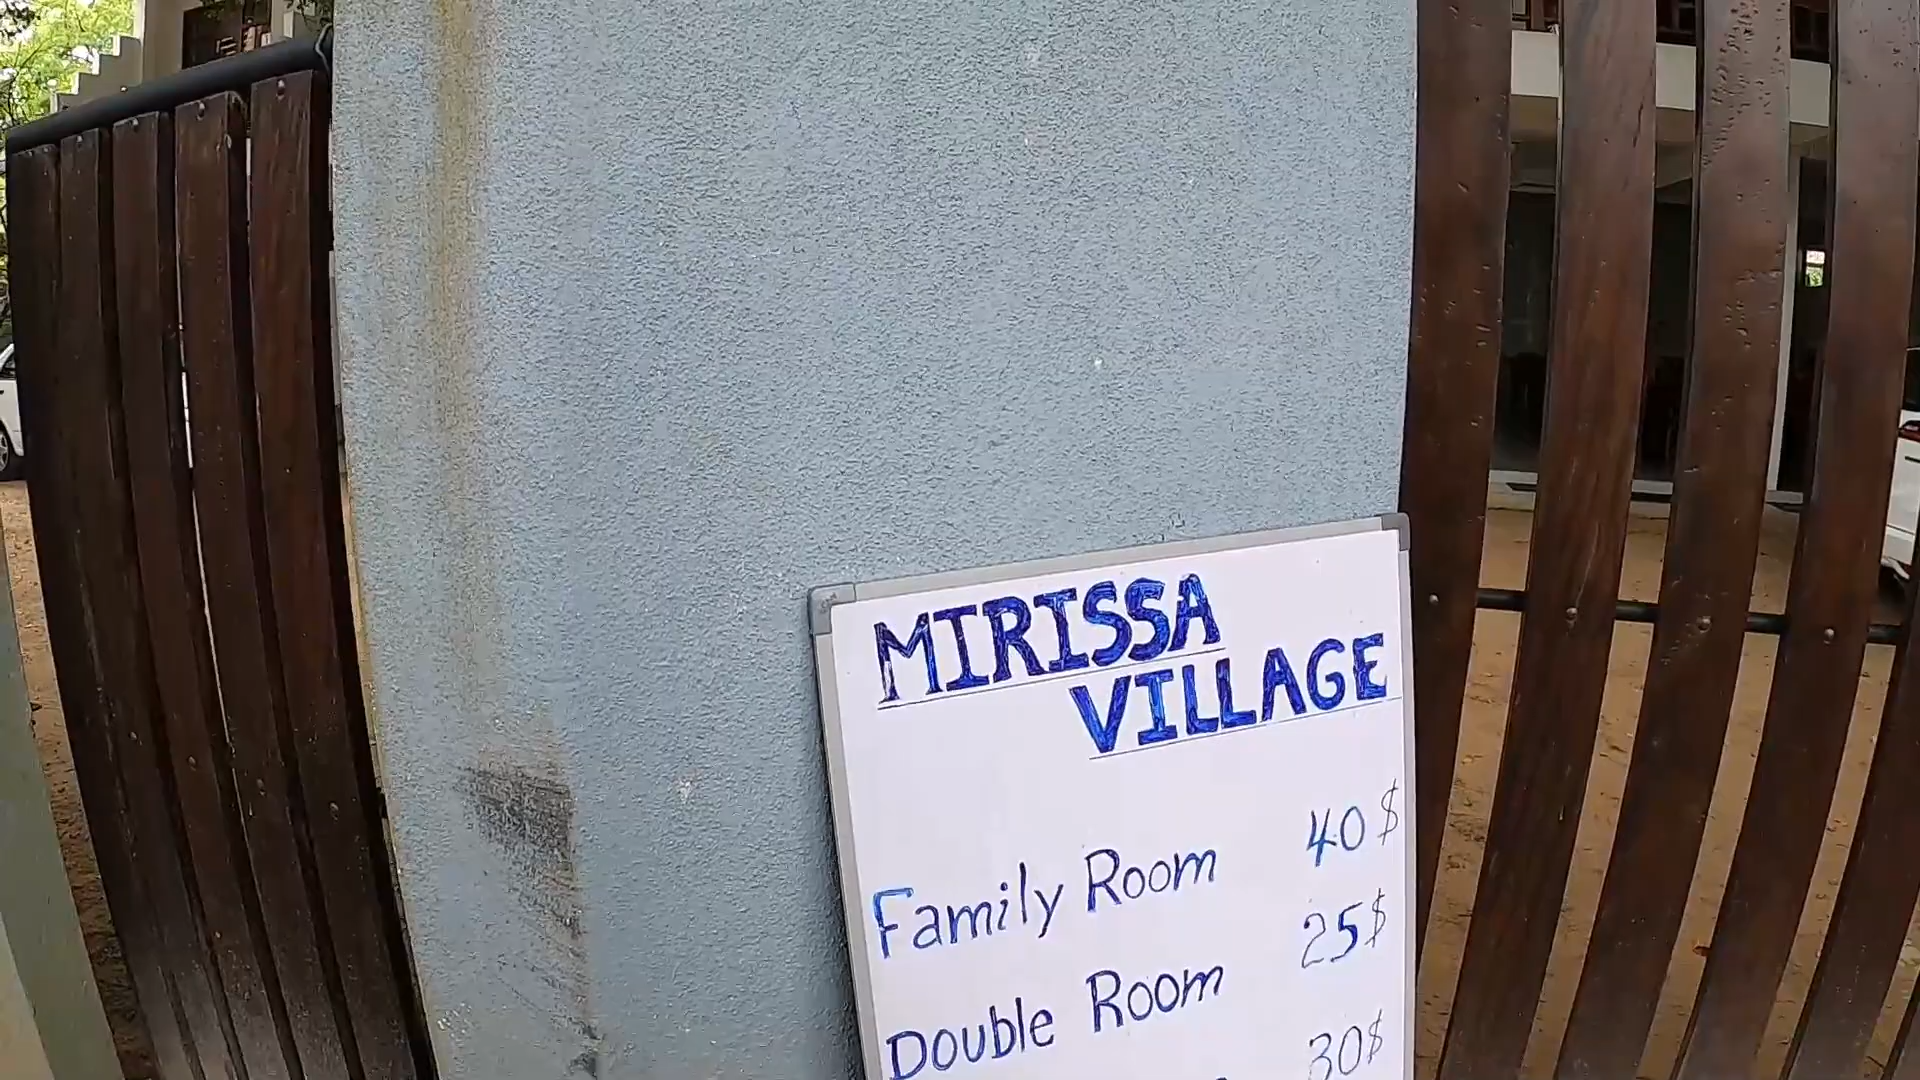 MIRISSA
VILLAGE
Family Room 40$
Double Room 25$
30$